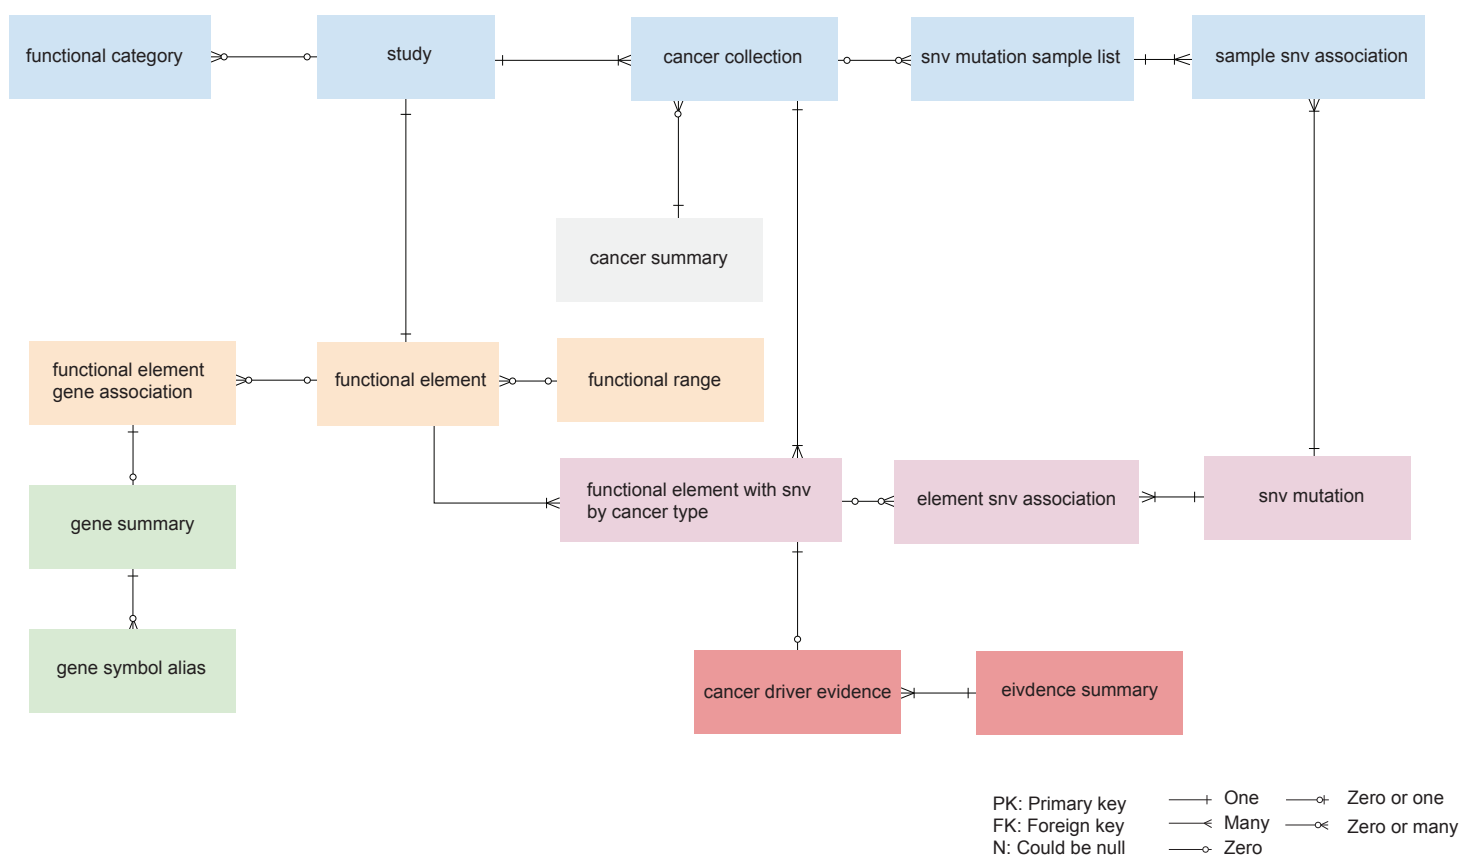 functional category
study
cancer collection
snv mutation sample list
sample snv association
cancer summary
functional element
gene association
functional element
functional range
gene summary
functional element with snv
by cancer type
element snv association
snv mutation
gene symbol alias
cancer driver evidence
eivdence summary
PK: Primary key
FK: Foreign key
N: Could be null
One
Many
Zero
Zero or one
Zero or many